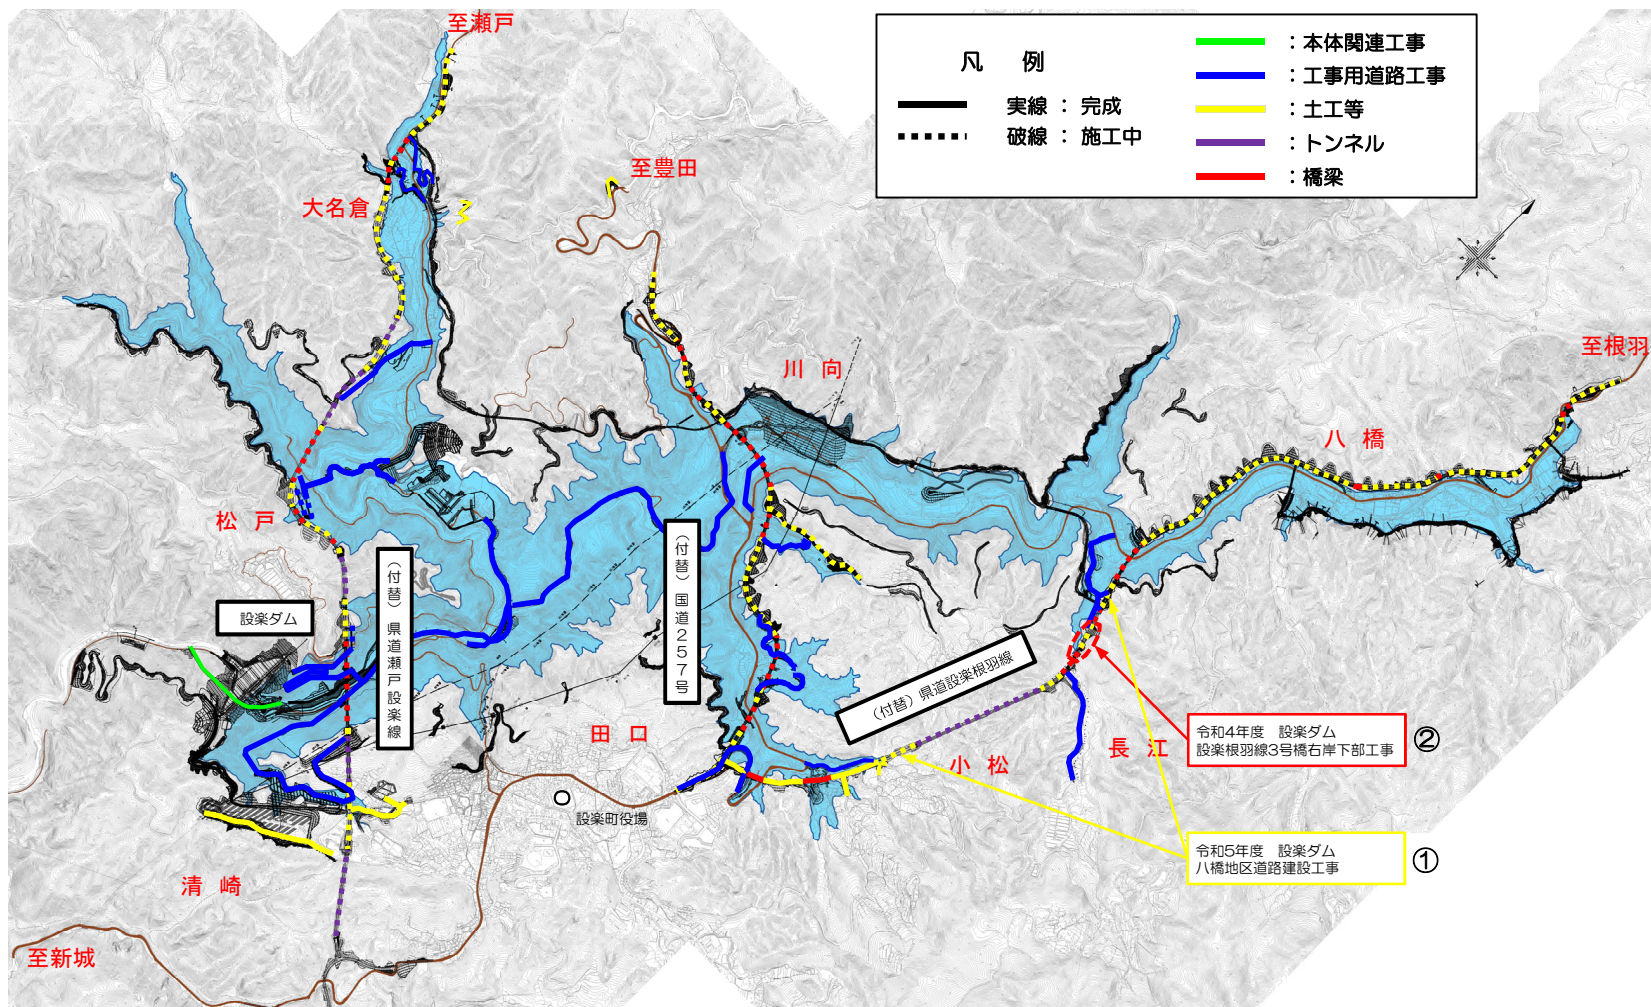 至瀬戸
凡　例
実線 ： 完成
破線 ： 施工中
：本体関連工事
：工事用道路工事
：土工等
：トンネル
：橋梁
至豊田
大名倉
至根羽
川 向
八 橋
松 戸
（付替）県道瀬戸設楽線
（付替）国道２５７号
設楽ダム
（付替）県道設楽根羽線
田 口
小 松
長 江
令和4年度　設楽ダム
設楽根羽線3号橋右岸下部工事
②
設楽町役場
令和5年度　設楽ダム
八橋地区道路建設工事
①
清 崎
至新城